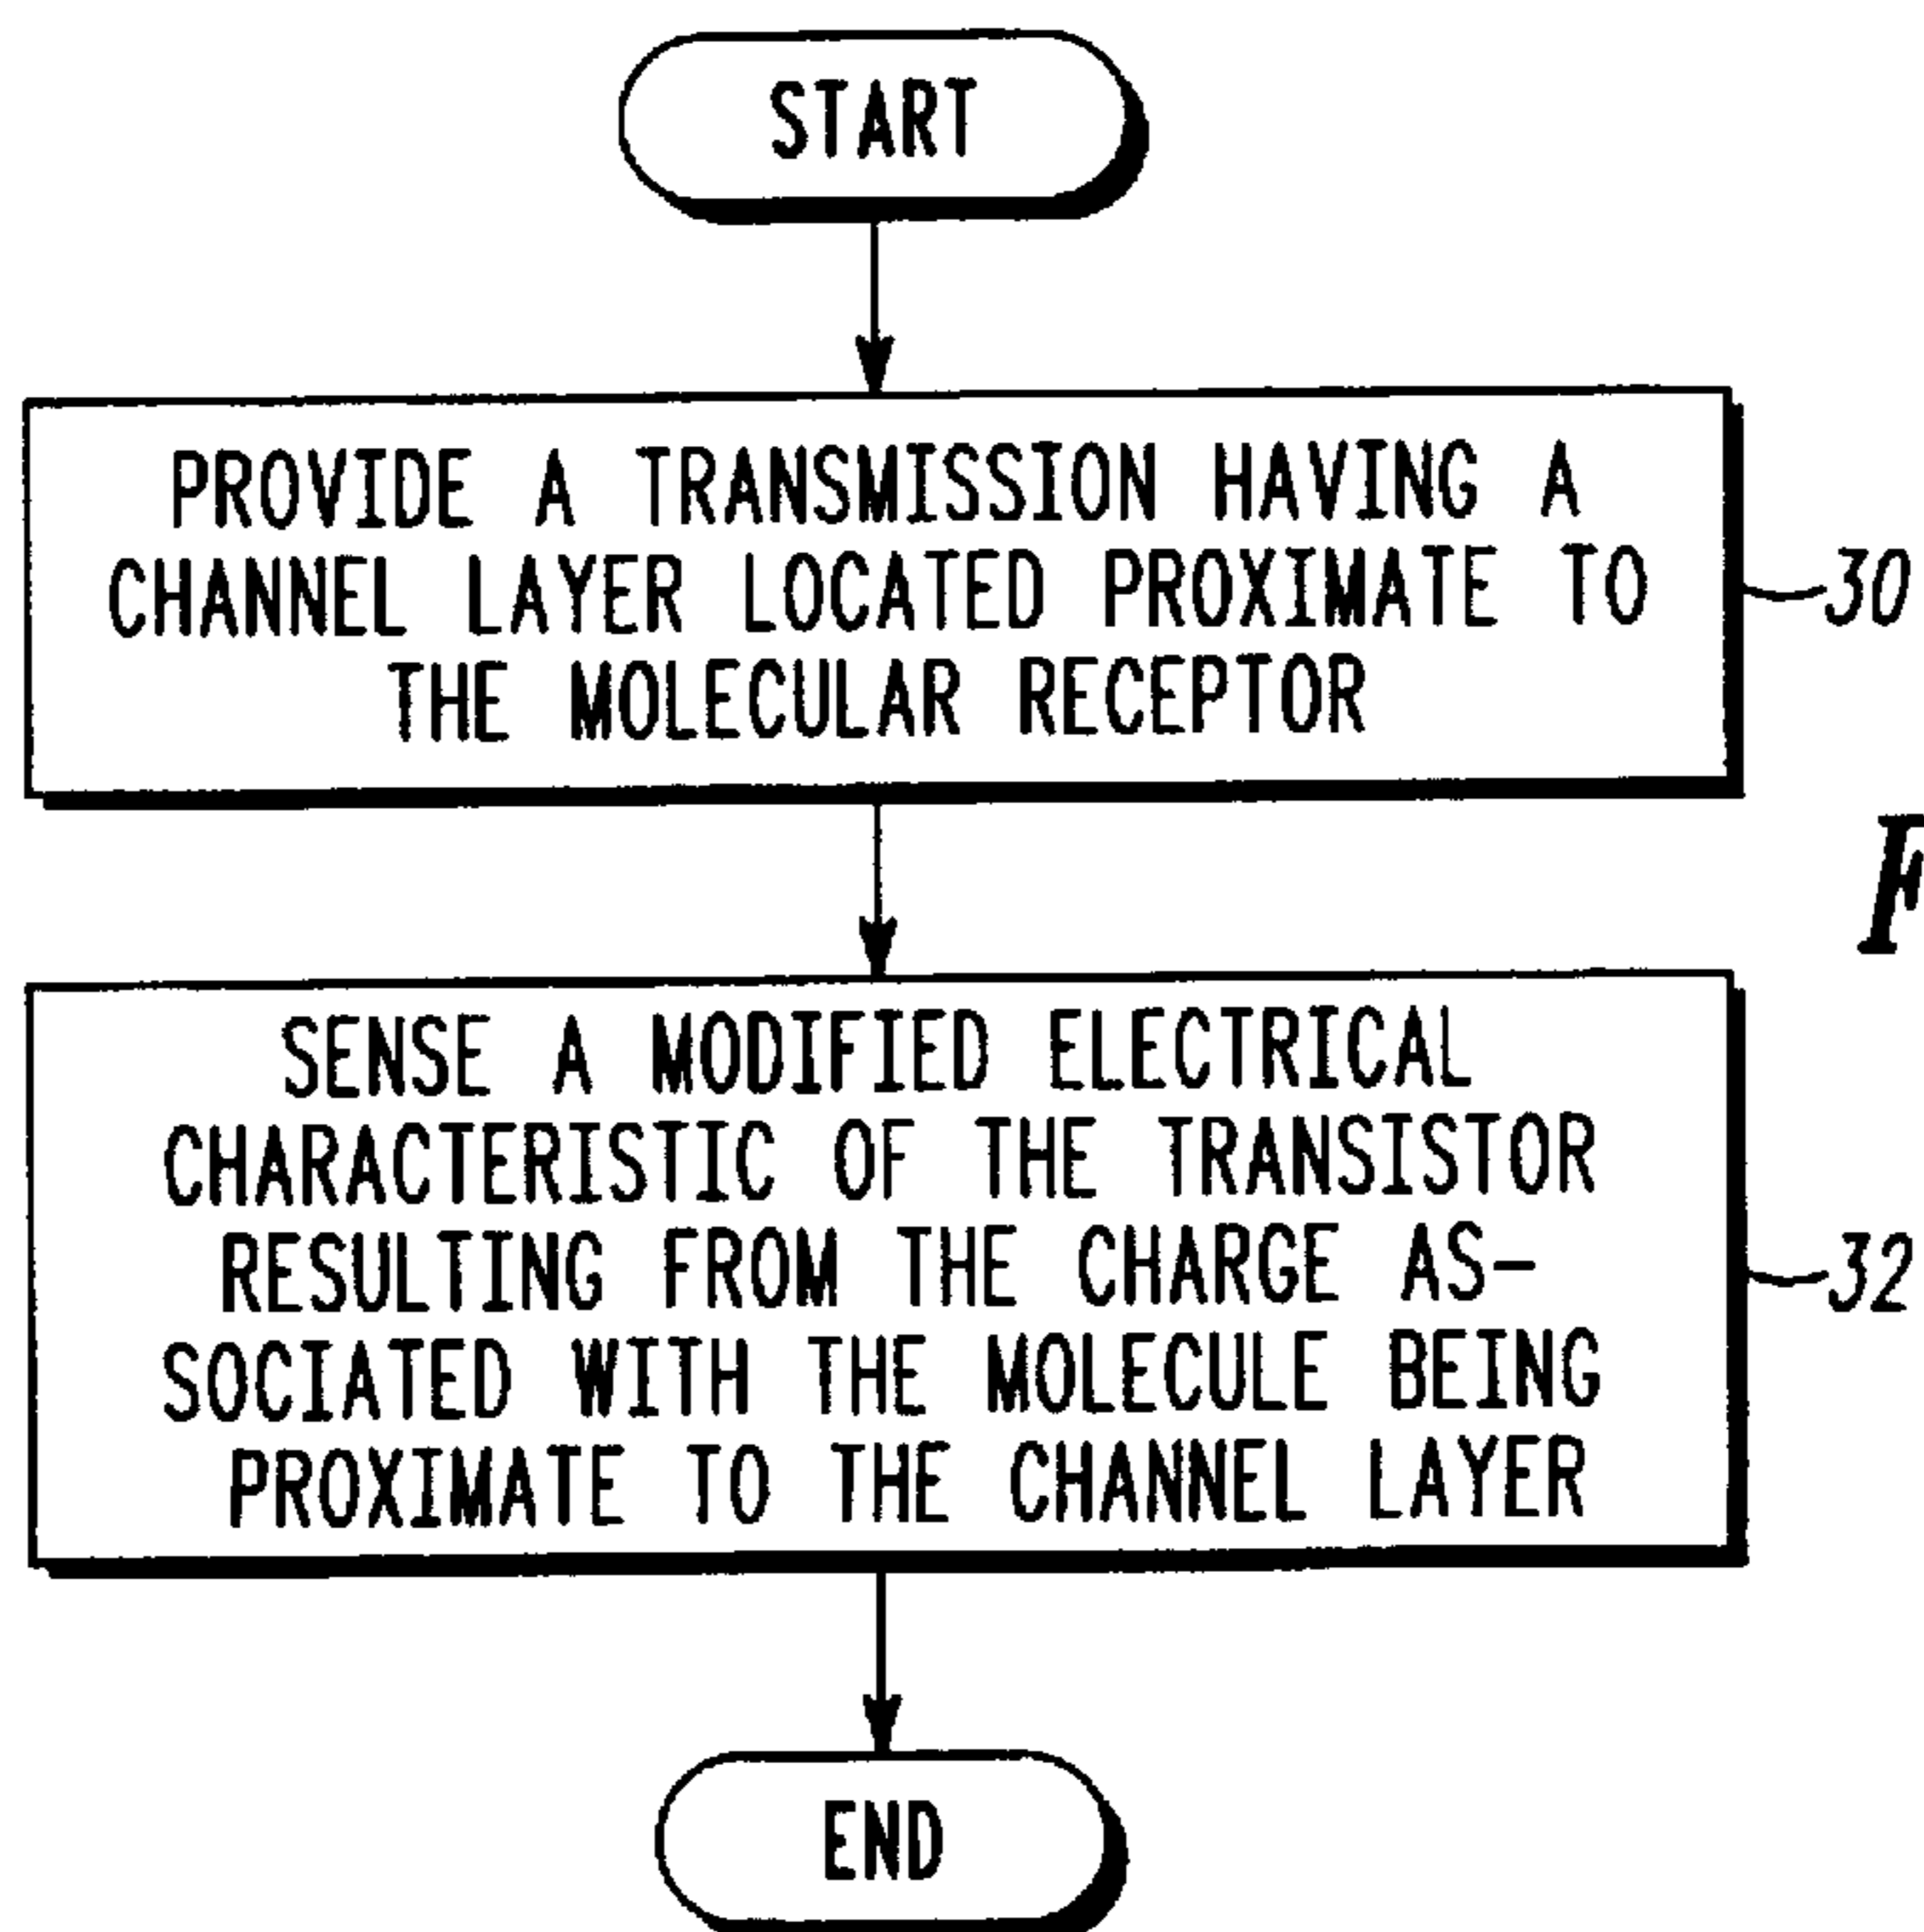 START
PROVIDE A TRANSMISSION HAVING A
CHANNEL LAYER LOCATED PROXIMATE TO
THE MOLECULAR RECEPTOR
30
SENSE A MODIFIED ELECTRICAL
CHARACTERISTIC OF THE TRANSISTOR
RESULTING FROM THE CHARGE AS-
SOCIATED WITH THE MOLECULE BEING
PROXIMATE TO THE CHANNEL LAYER
32
END